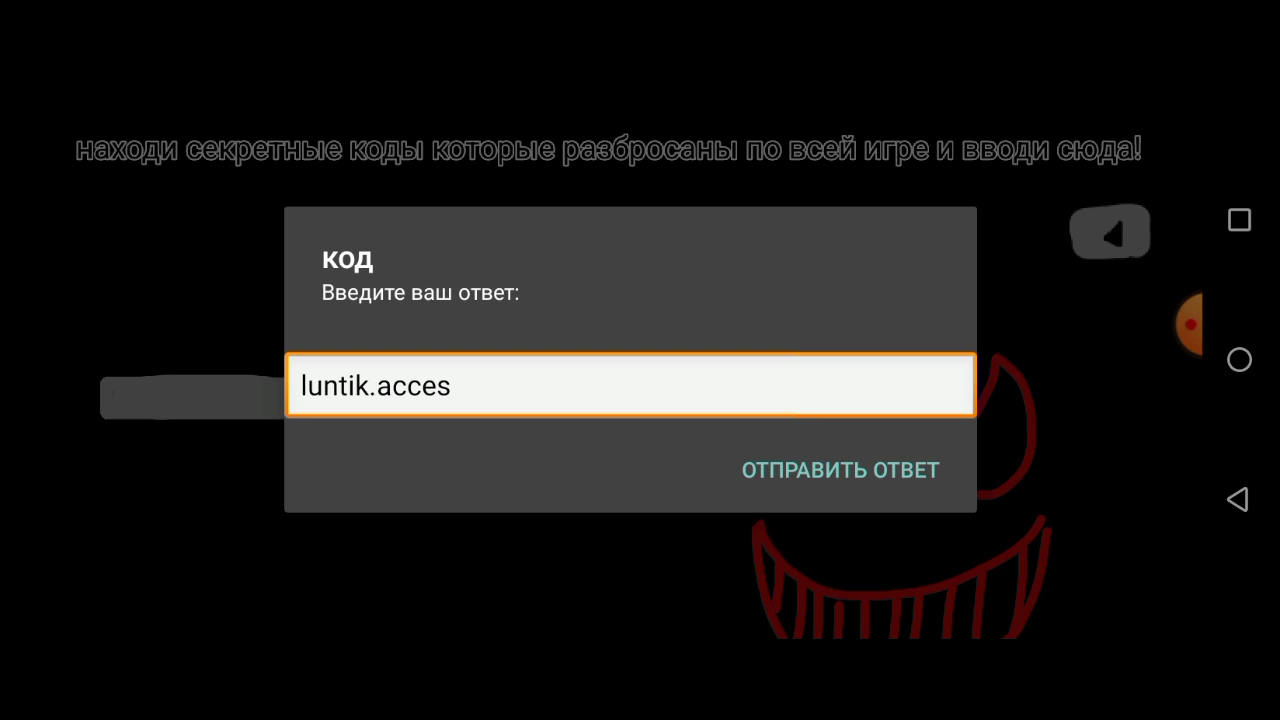 находи секретные коды которые разбросаны по всей игре и вводи сюда!
код
Введите ваш ответ:
luntik.acces
ОТПРАВИТЬ ОТВЕТ